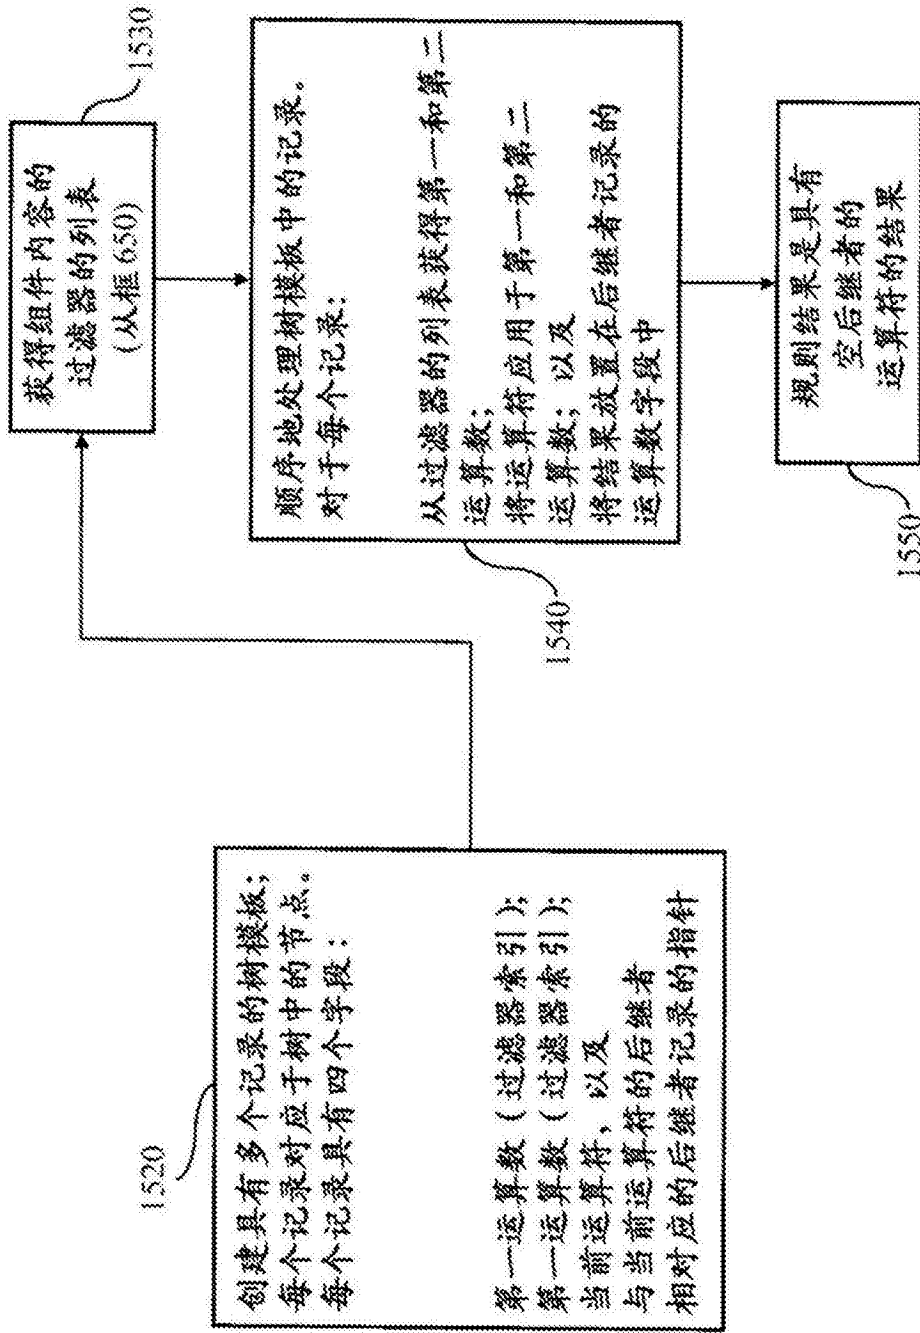 1520
创建具有多个记录的树模板;
每个记录对应于树中的节点。
每个记录具有四个字段:
第一运算数(过滤器索引);
第一运算数(过滤器索引);
当前运算符, 以及
与当前运算符的后继者
相对应的后继者记录的指针
1530
获得组件内容的
过滤器的列表
(从框650)
1540
顺序地处理树模板中的记录。
对于每个记录:
从过滤器的列表获得第一和第二
运算数;
将运算符应用于第一和第二
运算数; 以及
将结果放置在后继者记录的
运算数字段中
1550
规则结果是具有
空后继者的
运算符的结果